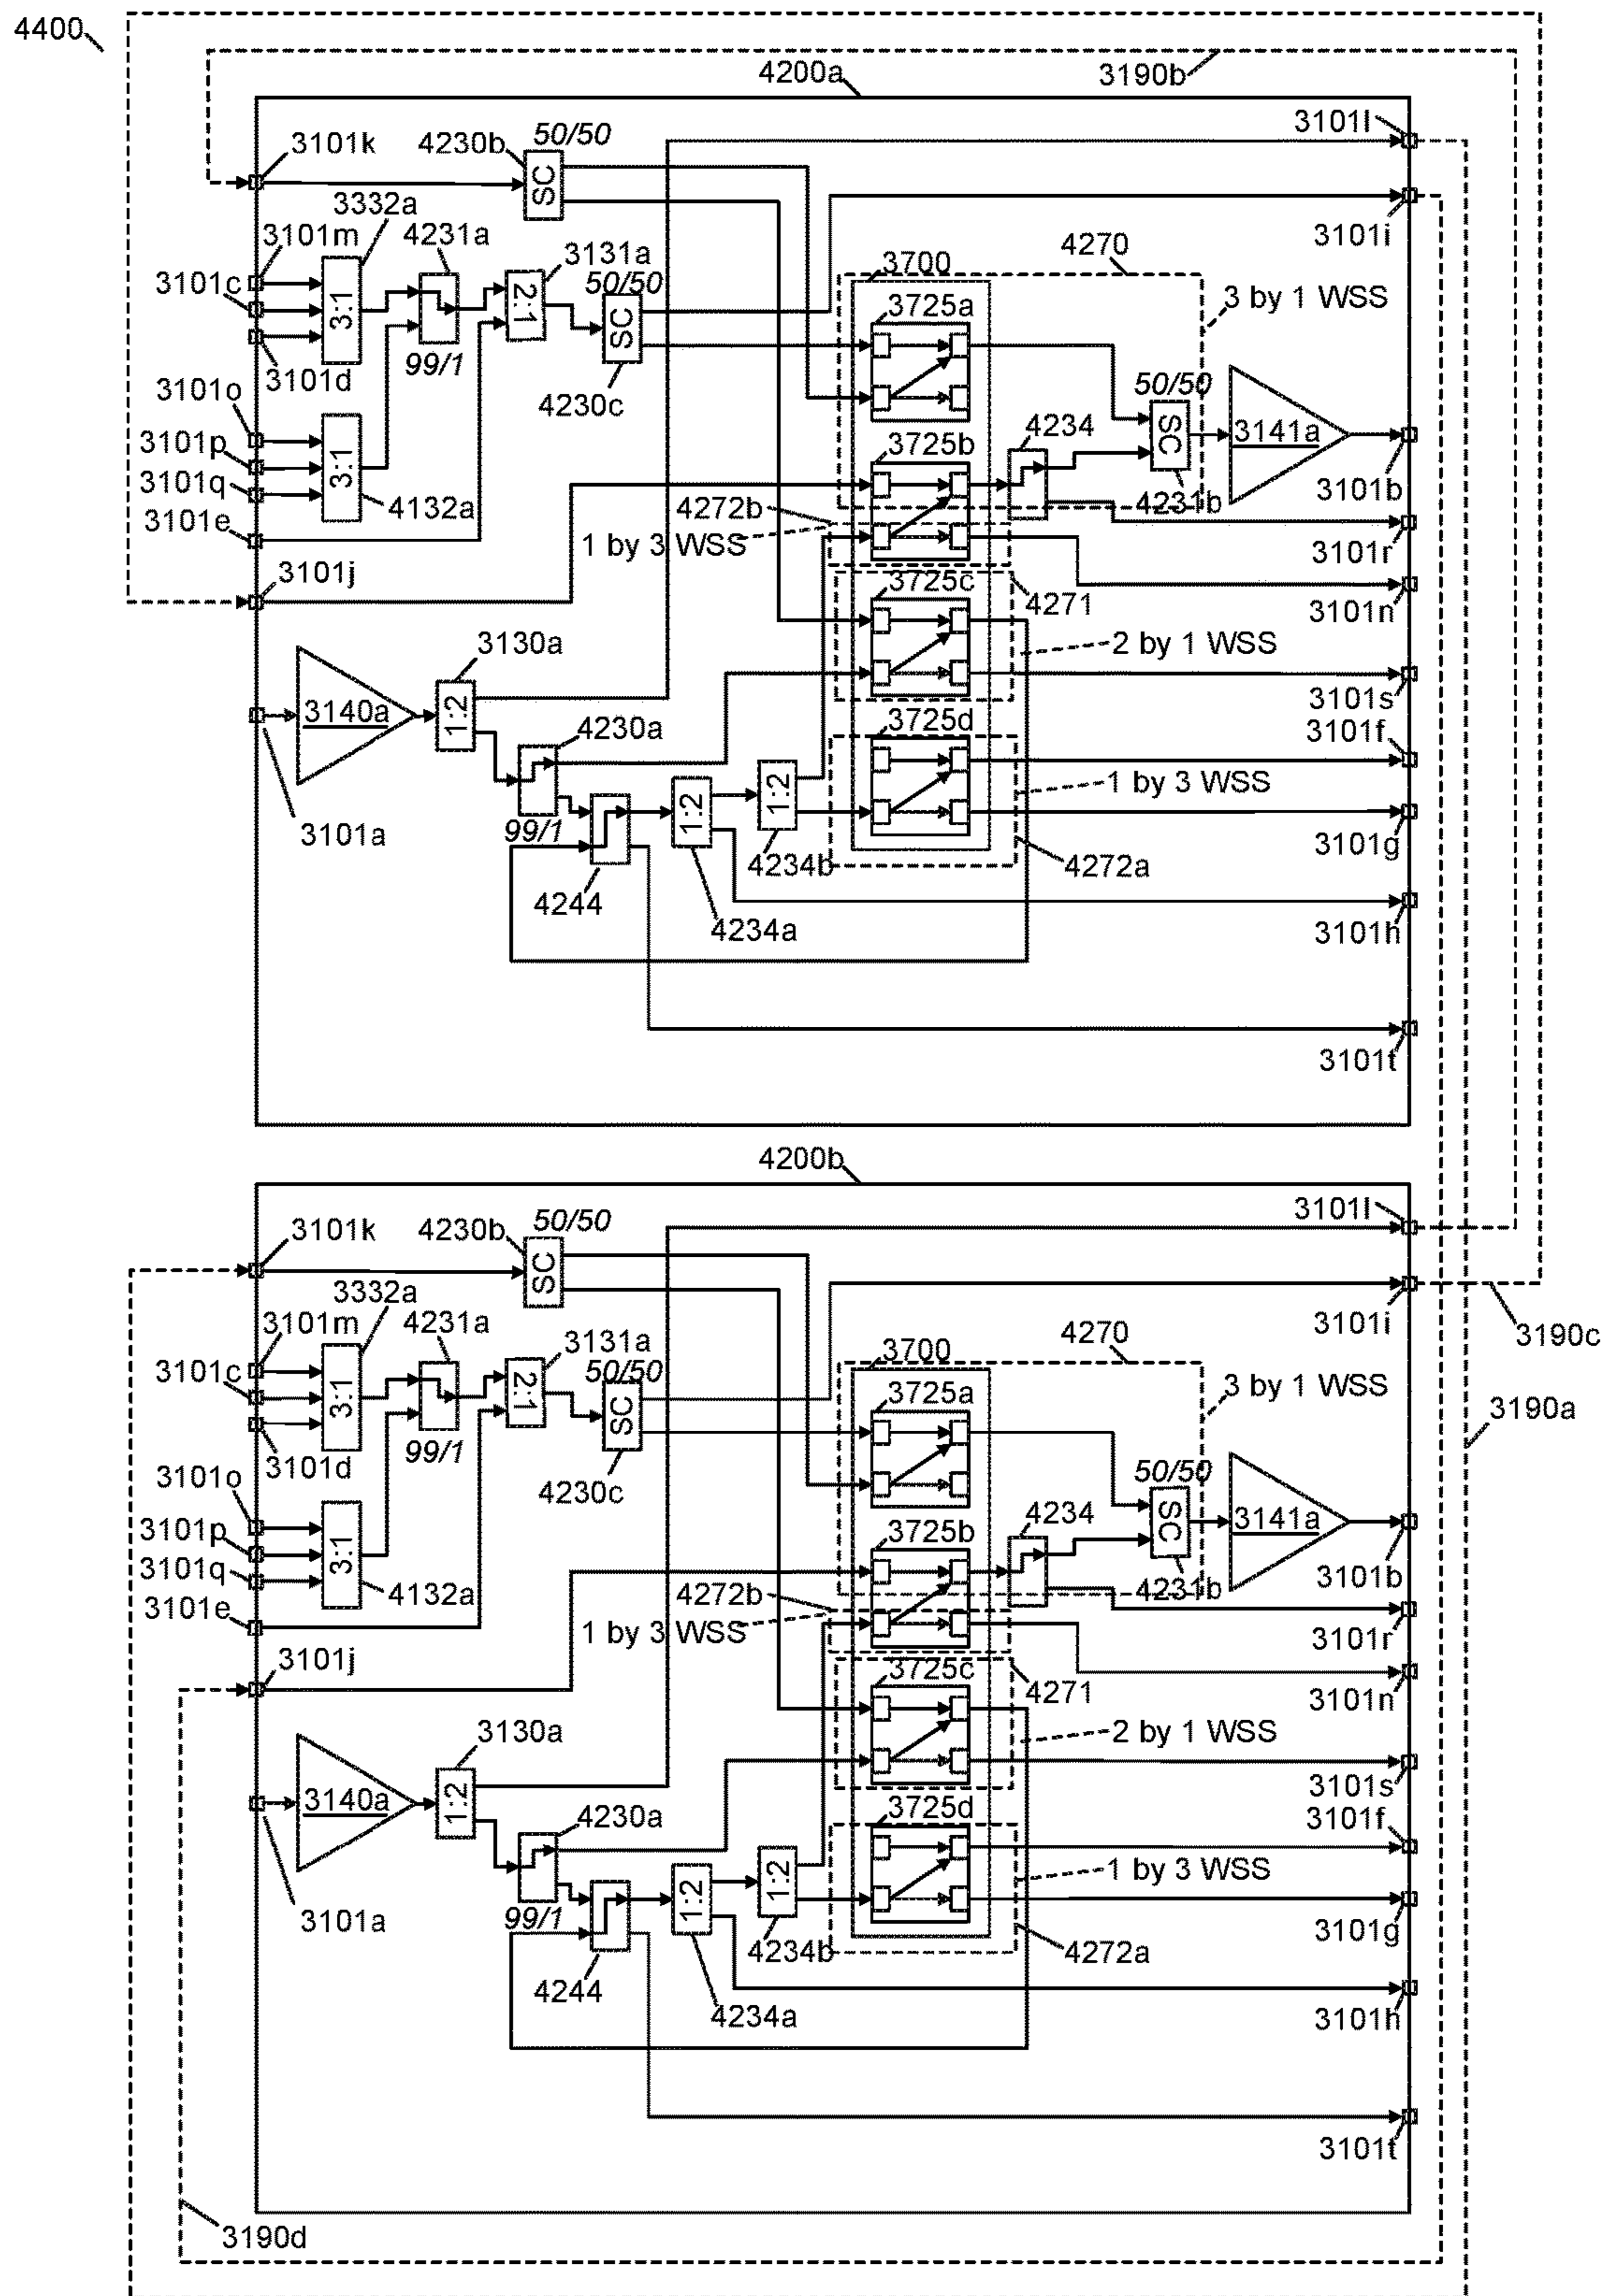 4400
4200a
3190b
3101k
4230b
50/50
SC
3101l
3332a
3101m
4231a
3101i
3131a
50/50
3101c
3:1
2:1
SC
4270
3700
3 by 1 WSS
3725a
3101d
99/1
4230c
3101o
50/50
4234
SC
3141a
3101p
3:1
3725b
3101q
4132a
4272b
4231b
3101b
3101e
1 by 3 WSS
3101r
3101j
3725c
4271
3101n
3130a
2 by 1 WSS
3140a
1:2
3101s
3725d
3101f
4230a
1:2
1:2
1 by 3 WSS
3101a
99/1
4234b
4272a
3101g
4244
4234a
3101h
3101t
4200b
3101k
4230b
50/50
SC
3101l
3332a
3101m
4231a
3101i
3190c
3131a
50/50
3101c
3:1
2:1
SC
4270
3700
3 by 1 WSS
3725a
3190a
3101d
99/1
4230c
3101o
50/50
4234
SC
3141a
3101p
3:1
3725b
3101q
4132a
4272b
4231b
3101b
3101e
1 by 3 WSS
3101r
3101j
3725c
4271
3101n
3130a
2 by 1 WSS
3140a
1:2
3101s
3725d
3101f
4230a
1:2
1:2
1 by 3 WSS
3101a
99/1
4234b
4272a
3101g
4244
4234a
3101h
3101t
3190d